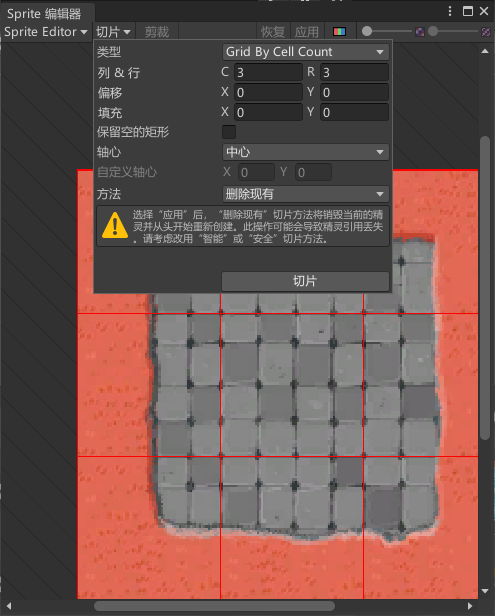 Sprite 编辑器
Sprite Editor 切片 剪裁 恢复 应用
类型 Grid By Cell Count
列 & 行 C 3 R 3
偏移 X 0 Y 0
填充 X 0 Y 0
保留空的矩形
轴心 中心
自定义轴心 X 0 Y 0
方法 删除现有
选择“应用”后，“删除现有”切片方法将销毁当前的精
灵并从头开始重新创建。此操作可能会导致精灵引用丢失
。请考虑改用“智能”或“安全”切片方法。
切片